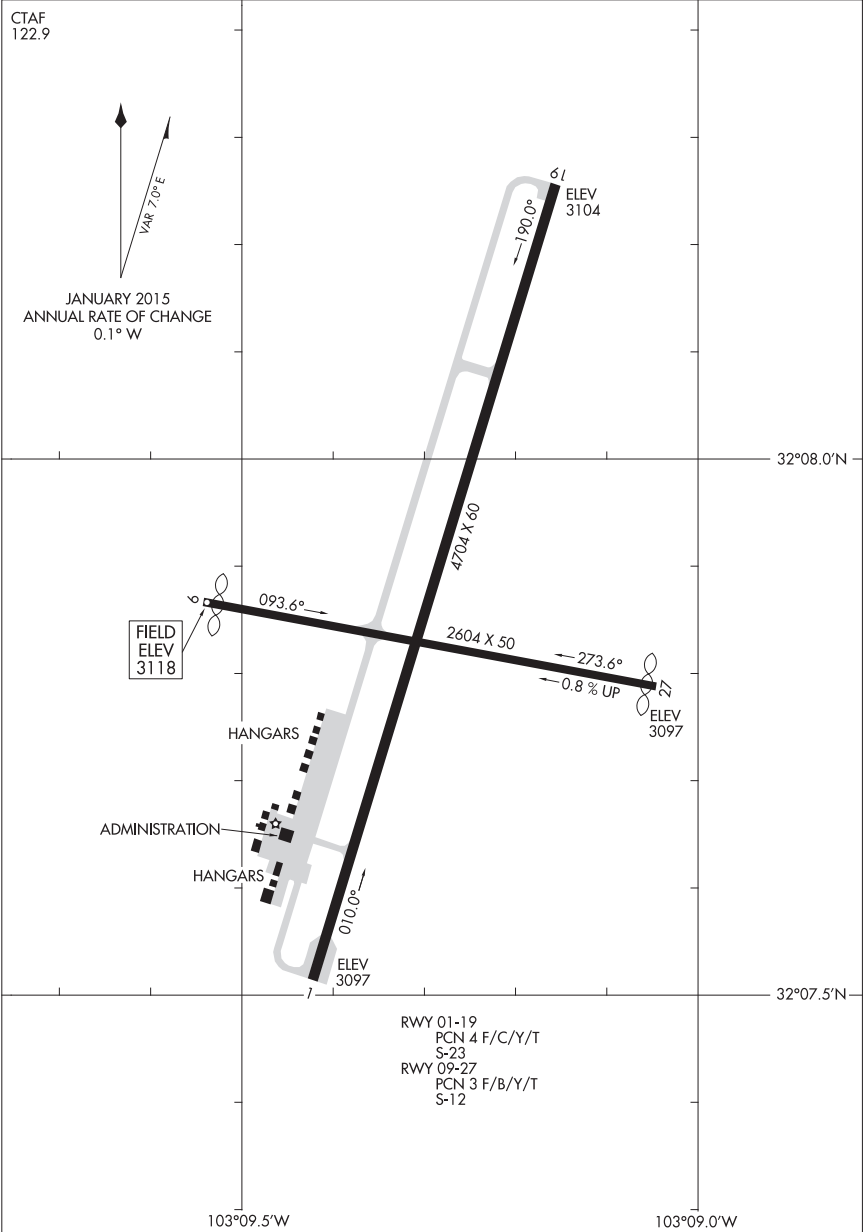 CTAF
122.9
VAR 7.0° E
JANUARY 2015
ANNUAL RATE OF CHANGE
0.1° W
19
ELEV
3104
190.0°
32°08.0'N
4704 X 60
9
093.6°
FIELD
ELEV
3118
2604 X 50
273.6°
0.8 % UP
27
ELEV
3097
HANGARS
ADMINISTRATION
HANGARS
010.0°
ELEV
3097
1
32°07.5'N
RWY 01-19
PCN 4 F/C/Y/T
S-23
RWY 09-27
PCN 3 F/B/Y/T
S-12
103°09.5'W
103°09.0'W